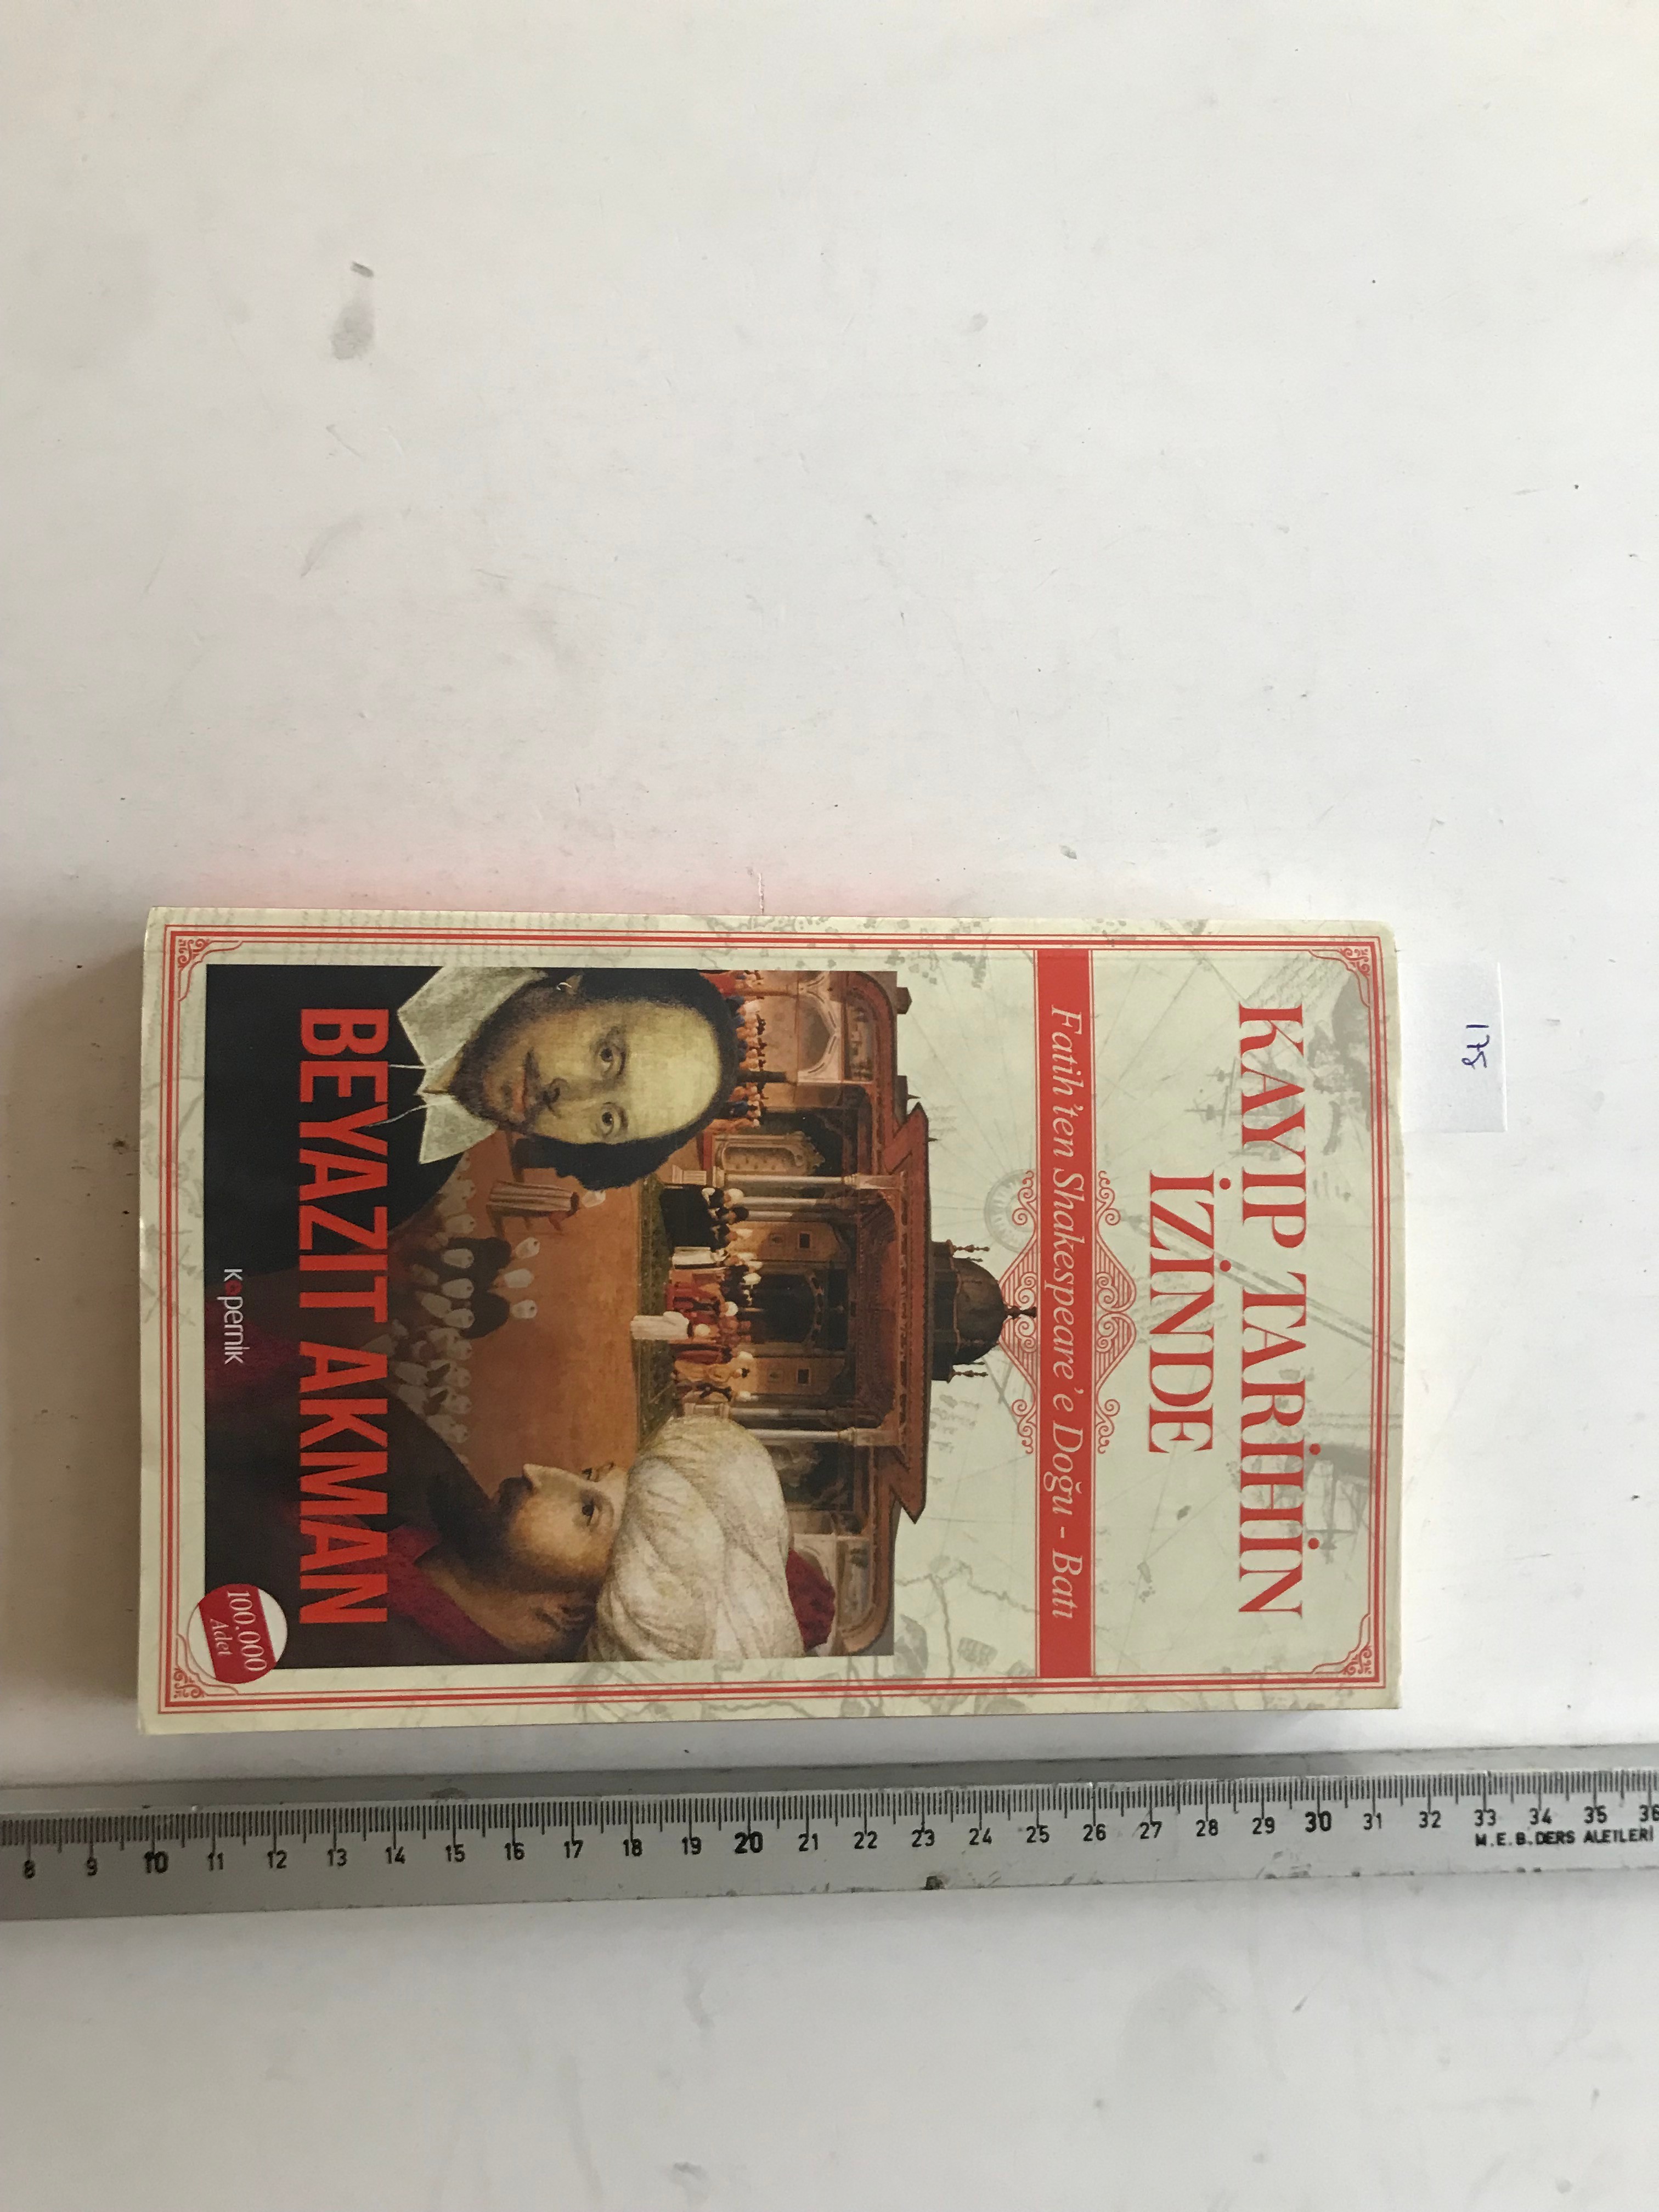 175
KAYIP TARİHİN
İZİNDE
Fatih'ten Shakespeare'e Doğu - Batı
BEYAZIT AKMAN
kopernik
100.000
Adet
8 9 10 11 12 13 14 15 16 17 18 19 20 21 22 23 24 25 26 27 28 29 30 31 32 33 34 35 36
M.E.B. DERS ALETLERİ